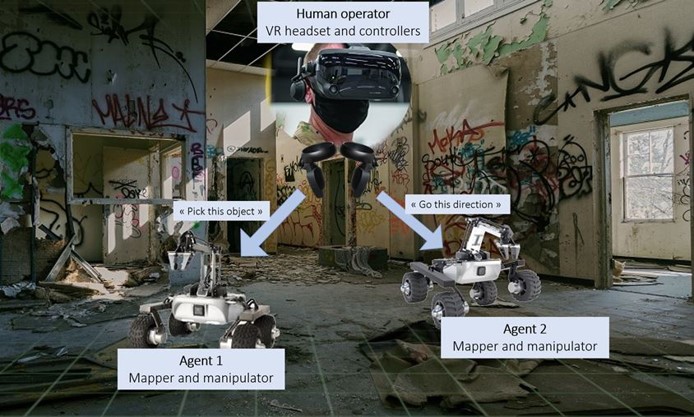 Human operator
VR headset and controllers
« Pick this object »
« Go this direction »
Agent 1
Mapper and manipulator
Agent 2
Mapper and manipulator